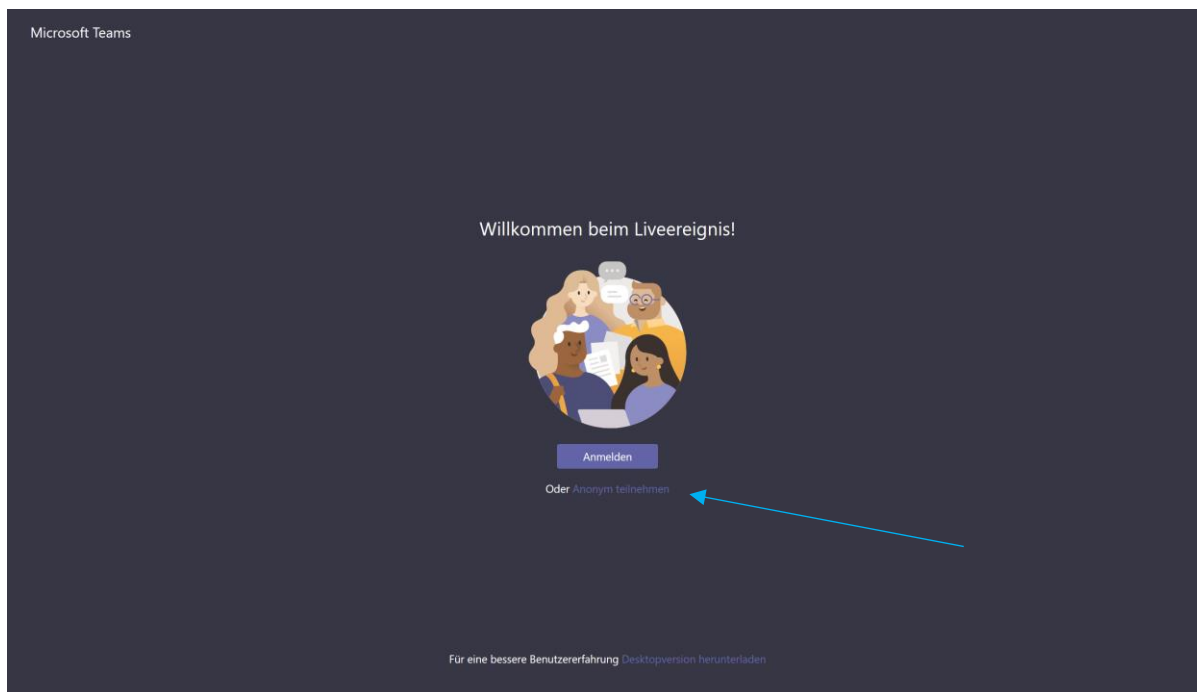 Microsoft Teams
Willkommen beim Liveereignis!
Anmelden
Oder Anonym teilnehmen
Für eine bessere Benutzererfahrung Desktopversion herunterladen